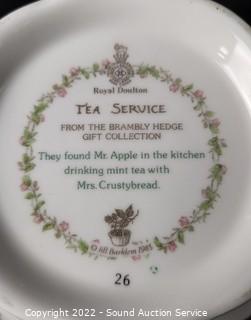 Royal Doulton
TEA SERVICE
FROM THE BRAMBLY HEDGE
GIFT COLLECTION
They found Mr. Apple in the kitchen
drinking mint tea with
Mrs. Crustybread.
© Jill Barklem 1983
26
Copyright 2022 - Sound Auction Service